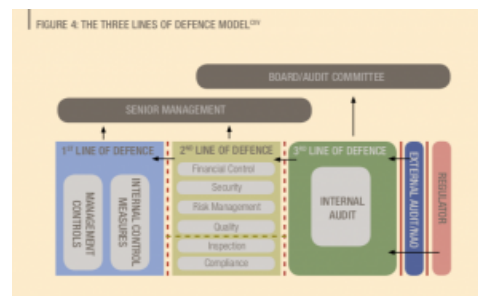 FIGURE 4: THE THREE LINES OF DEFENCE MODEL
BOARD/AUDIT COMMITTEE
SENIOR MANAGEMENT
1ST LINE OF DEFENCE
2ND LINE OF DEFENCE
3RD LINE OF DEFENCE
MANAGEMENT
CONTROLS
INTERNAL CONTROL
MEASURES
Financial Control
Security
Risk Management
Quality
Inspection
Compliance
INTERNAL
AUDIT
EXTERNAL AUDIT/NAO
REGULATOR